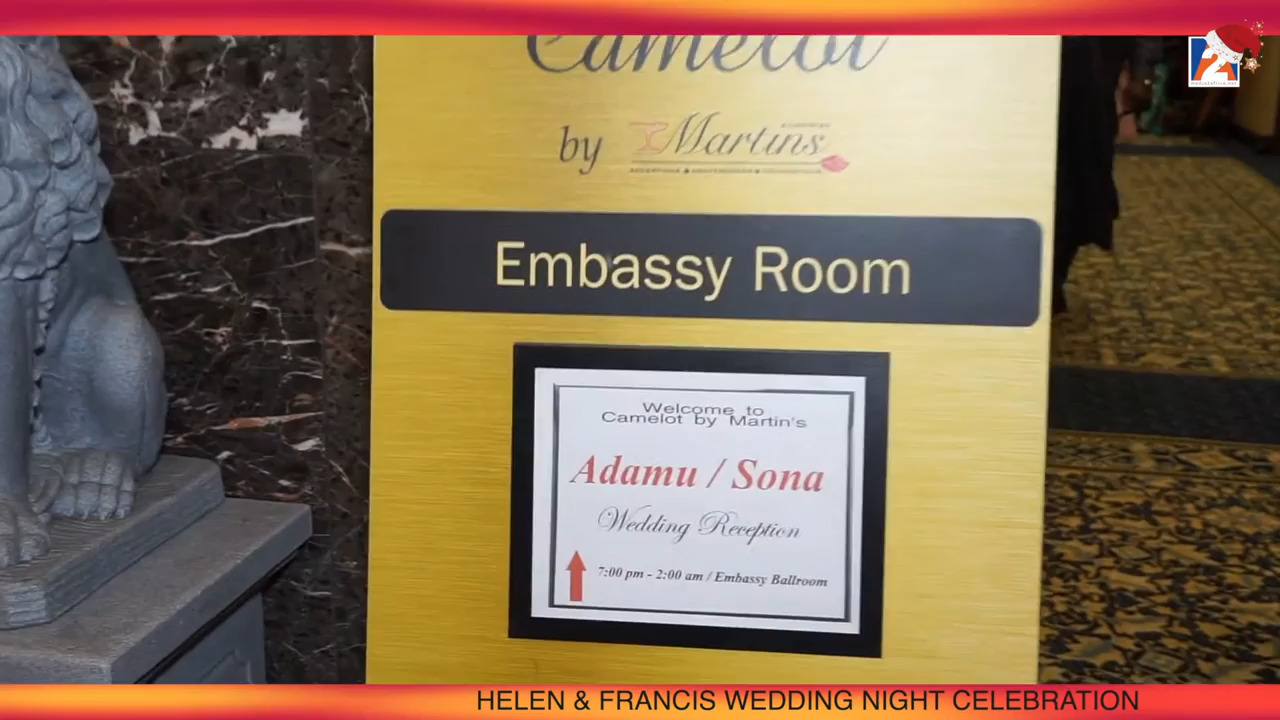 Camelot
by Martins
Embassy Room
Welcome to
Camelot by Martin's
Adamu / Sona
Wedding Reception
7:00 pm - 2:00 am / Embassy Ballroom
HELEN & FRANCIS WEDDING NIGHT CELEBRATION